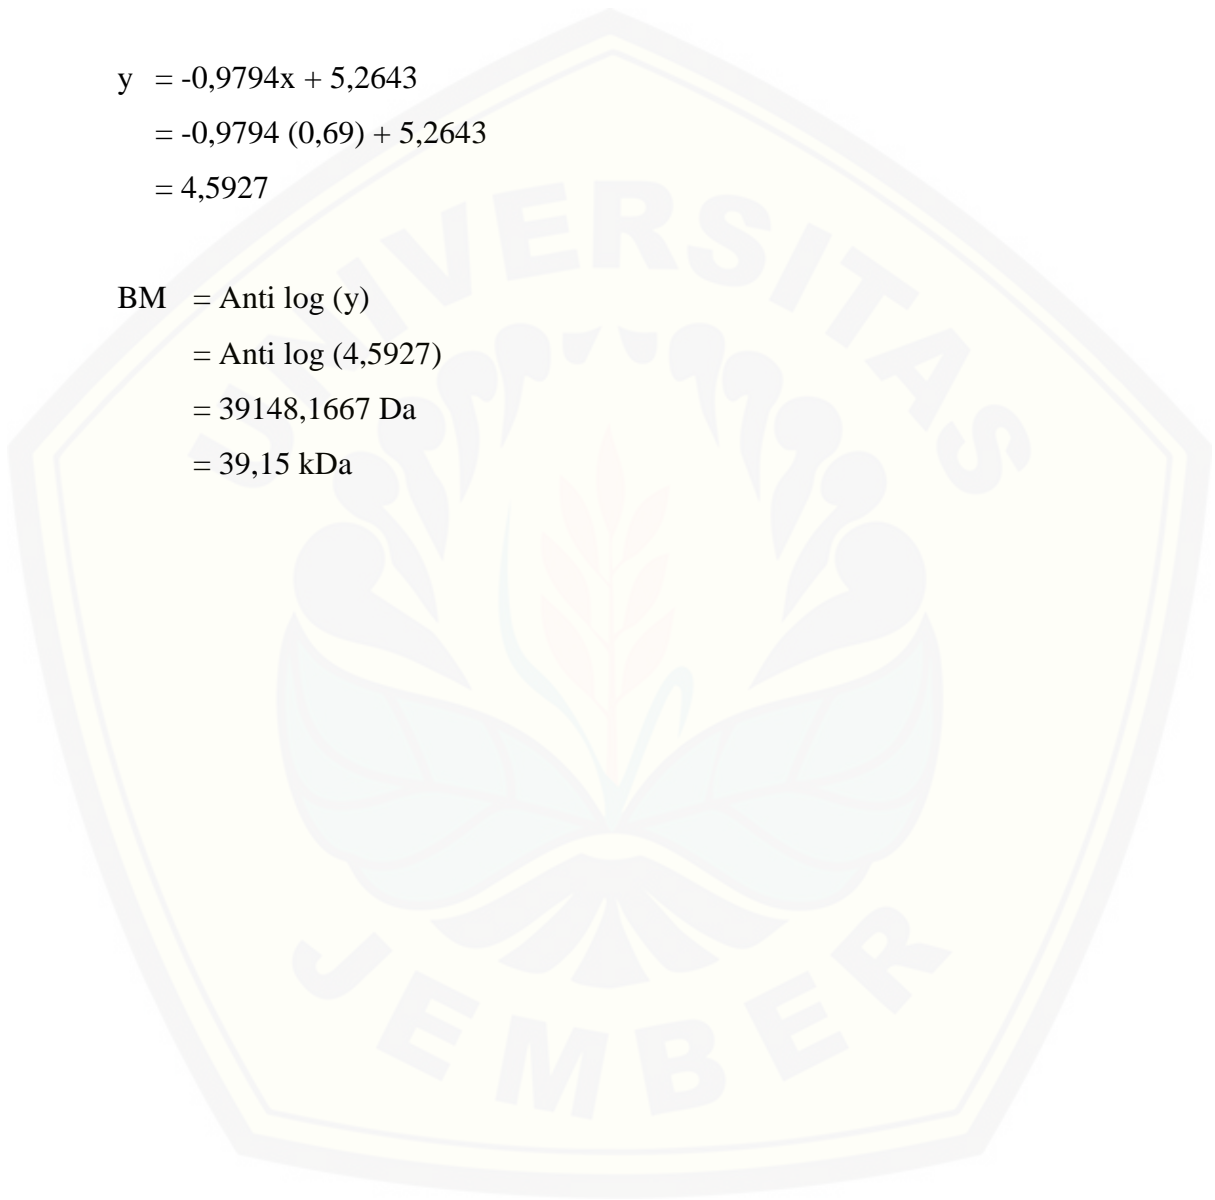 y = -0,9794x + 5,2643
= -0,9794 (0,69) + 5,2643
= 4,5927
UNIVERSITAS
BM = Anti log (y)
= Anti log (4,5927)
= 39148,1667 Da
= 39,15 kDa
JEMBER